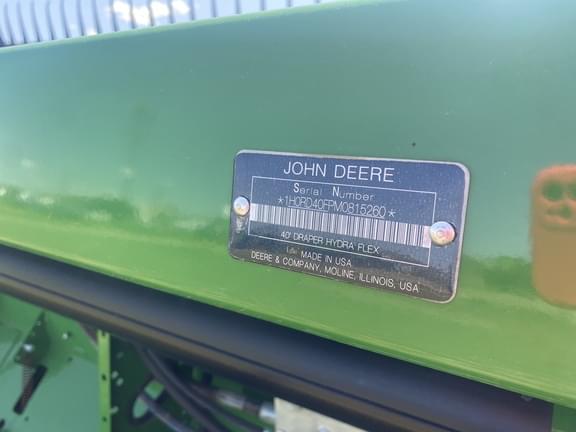 JOHN DEERE
Serial Number
*1H0RD40FPM0815260*
40' DRAPER HYDRA FLEX
MADE IN USA
DEERE & COMPANY, MOLINE, ILLINOIS, USA